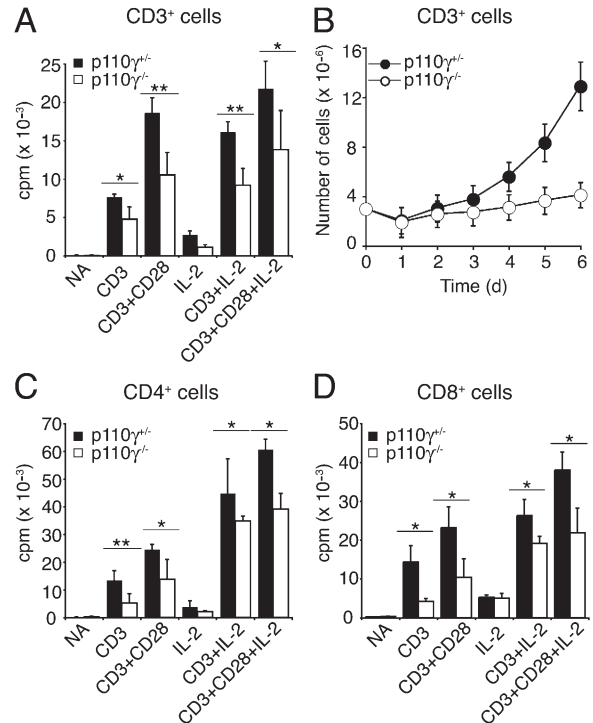 A
CD3⁺ cells
p110γ⁺/⁻
p110γ⁻/⁻
cpm (x 10⁻³)
25
20
15
10
5
0
*
**
**
*
NA
CD3
CD3+CD28
IL-2
CD3+IL-2
CD3+CD28+IL-2
B
CD3⁺ cells
p110γ⁺/⁻
p110γ⁻/⁻
Number of cells (x 10⁻⁶)
16
12
8
4
0
0 1 2 3 4 5 6
Time (d)
C
CD4⁺ cells
p110γ⁺/⁻
p110γ⁻/⁻
cpm (x 10⁻³)
70
60
50
40
30
20
10
0
**
*
*
*
NA
CD3
CD3+CD28
IL-2
CD3+IL-2
CD3+CD28+IL-2
D
CD8⁺ cells
p110γ⁺/⁻
p110γ⁻/⁻
cpm (x 10⁻³)
50
40
30
20
10
0
*
*
*
*
NA
CD3
CD3+CD28
IL-2
CD3+IL-2
CD3+CD28+IL-2